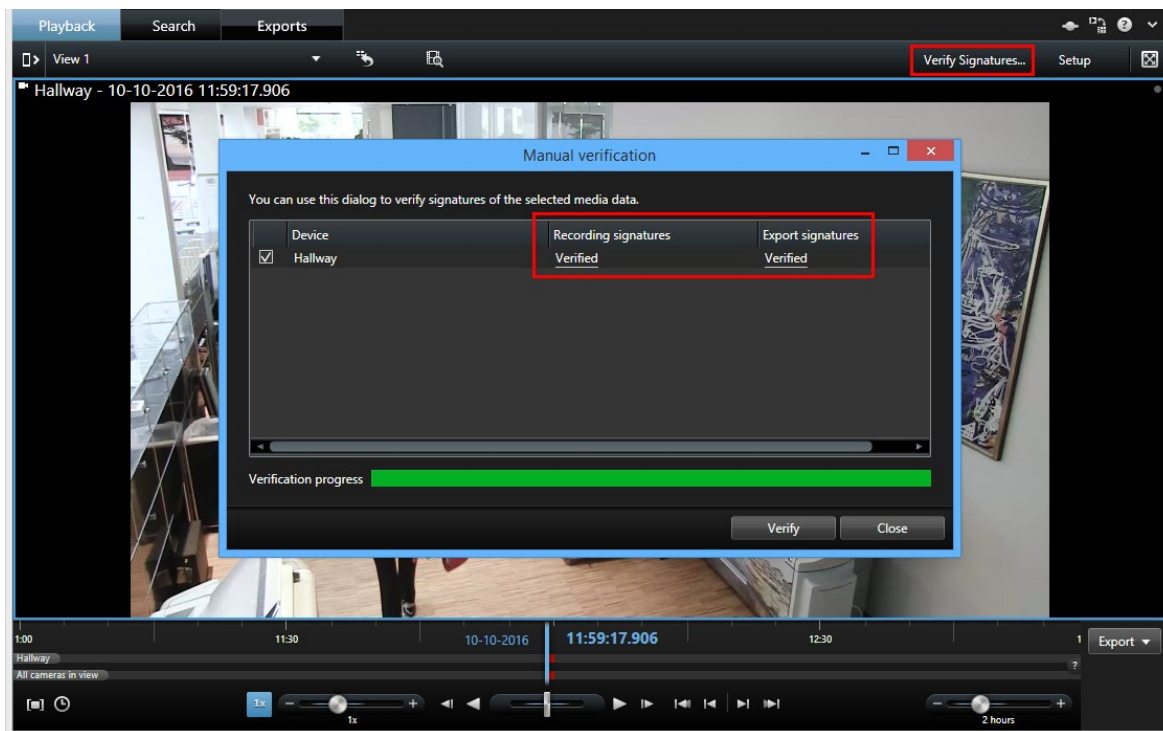 Playback Search Exports
View 1 Verify Signatures... Setup
Hallway - 10-10-2016 11:59:17.906
Manual verification
You can use this dialog to verify signatures of the selected media data.
Device Recording signatures Export signatures
Hallway Verified Verified
Verification progress
Verify Close
1:00 11:30 10-10-2016 11:59:17.906 12:30 1 Export
Hallway
All cameras in view
1x
1x
2 hours